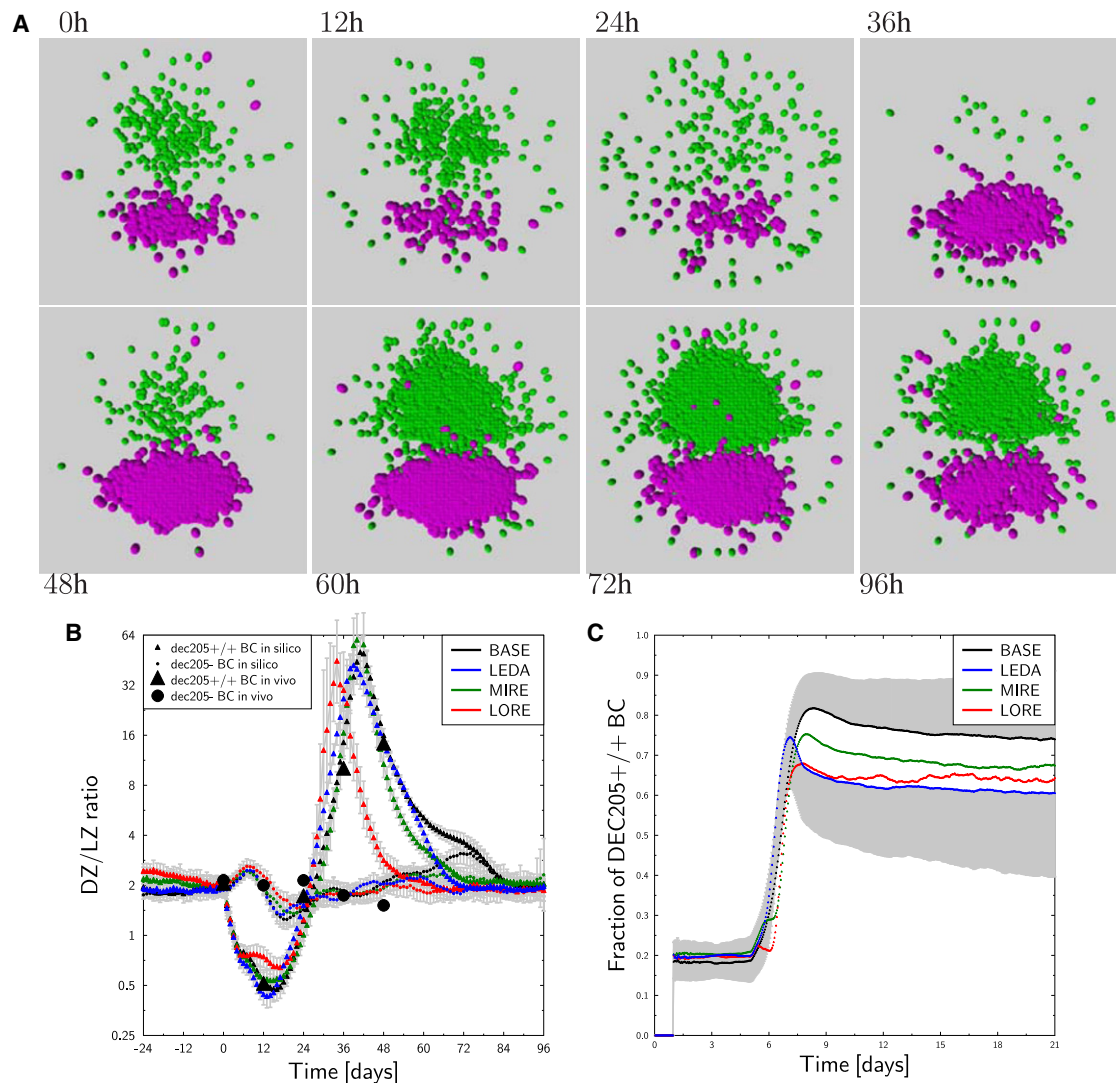 A
0h
12h
24h
36h
48h
60h
72h
96h
B
DZ/LZ ratio
64
32
16
8
4
2
1
0.5
0.25
-24
-12
0
12
24
36
48
60
72
84
96
Time [days]
dec205+/+ BC in silico
dec205- BC in silico
dec205+/+ BC in vivo
dec205- BC in vivo
BASE
LEDA
MIRE
LORE
C
Fraction of DEC205+/+ BC
1.0
0.9
0.8
0.7
0.6
0.5
0.4
0.3
0.2
0.1
0.0
0
3
6
9
12
15
18
21
Time [days]
BASE
LEDA
MIRE
LORE